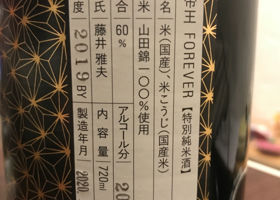 王 FOREVER 【特別純米酒】
名 米（国産）、米こうじ（国産米）
米 山田錦一〇〇％使用
合 60％ アルコール分 20
氏 藤井 雅夫 内容量 720ml
度 2019BY 製造年月 2020